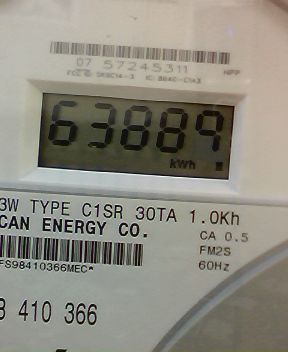 07 57245311
63889
kWh
3W TYPE C1SR 30TA 1.0Kh
CAN ENERGY CO.
CA 0.5
FM2S
FS98410366MEC*
60Hz
410 366